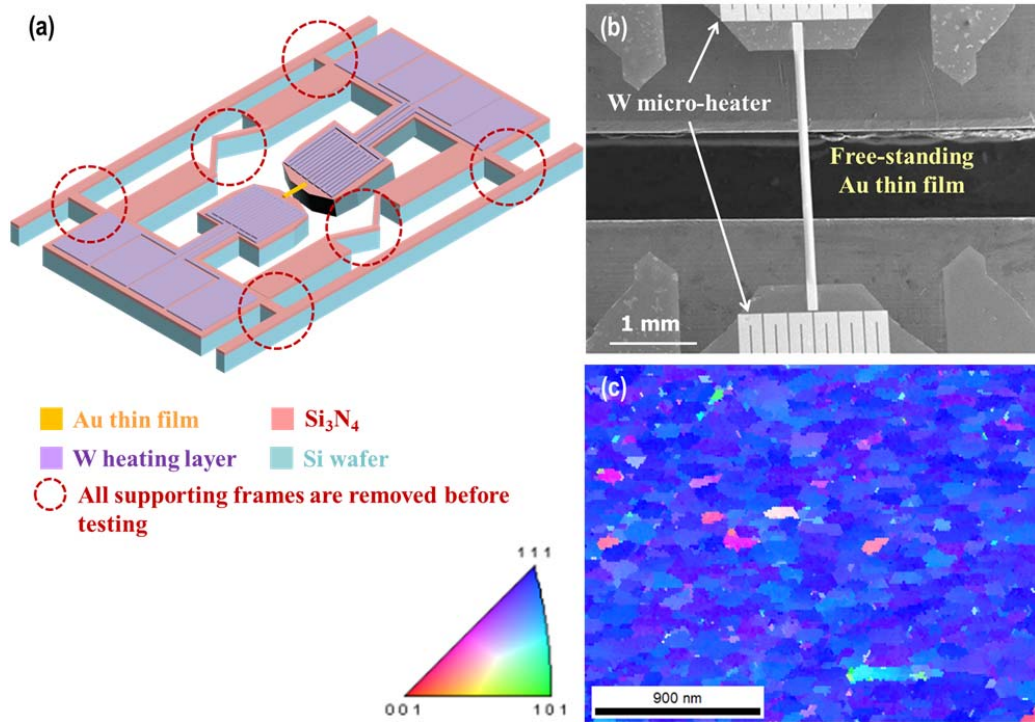 (a)
Au thin film
Si₃N₄
W heating layer
Si wafer
All supporting frames are removed before
testing
111
001
101
(b)
W micro-heater
Free-standing
Au thin film
1 mm
(c)
900 nm